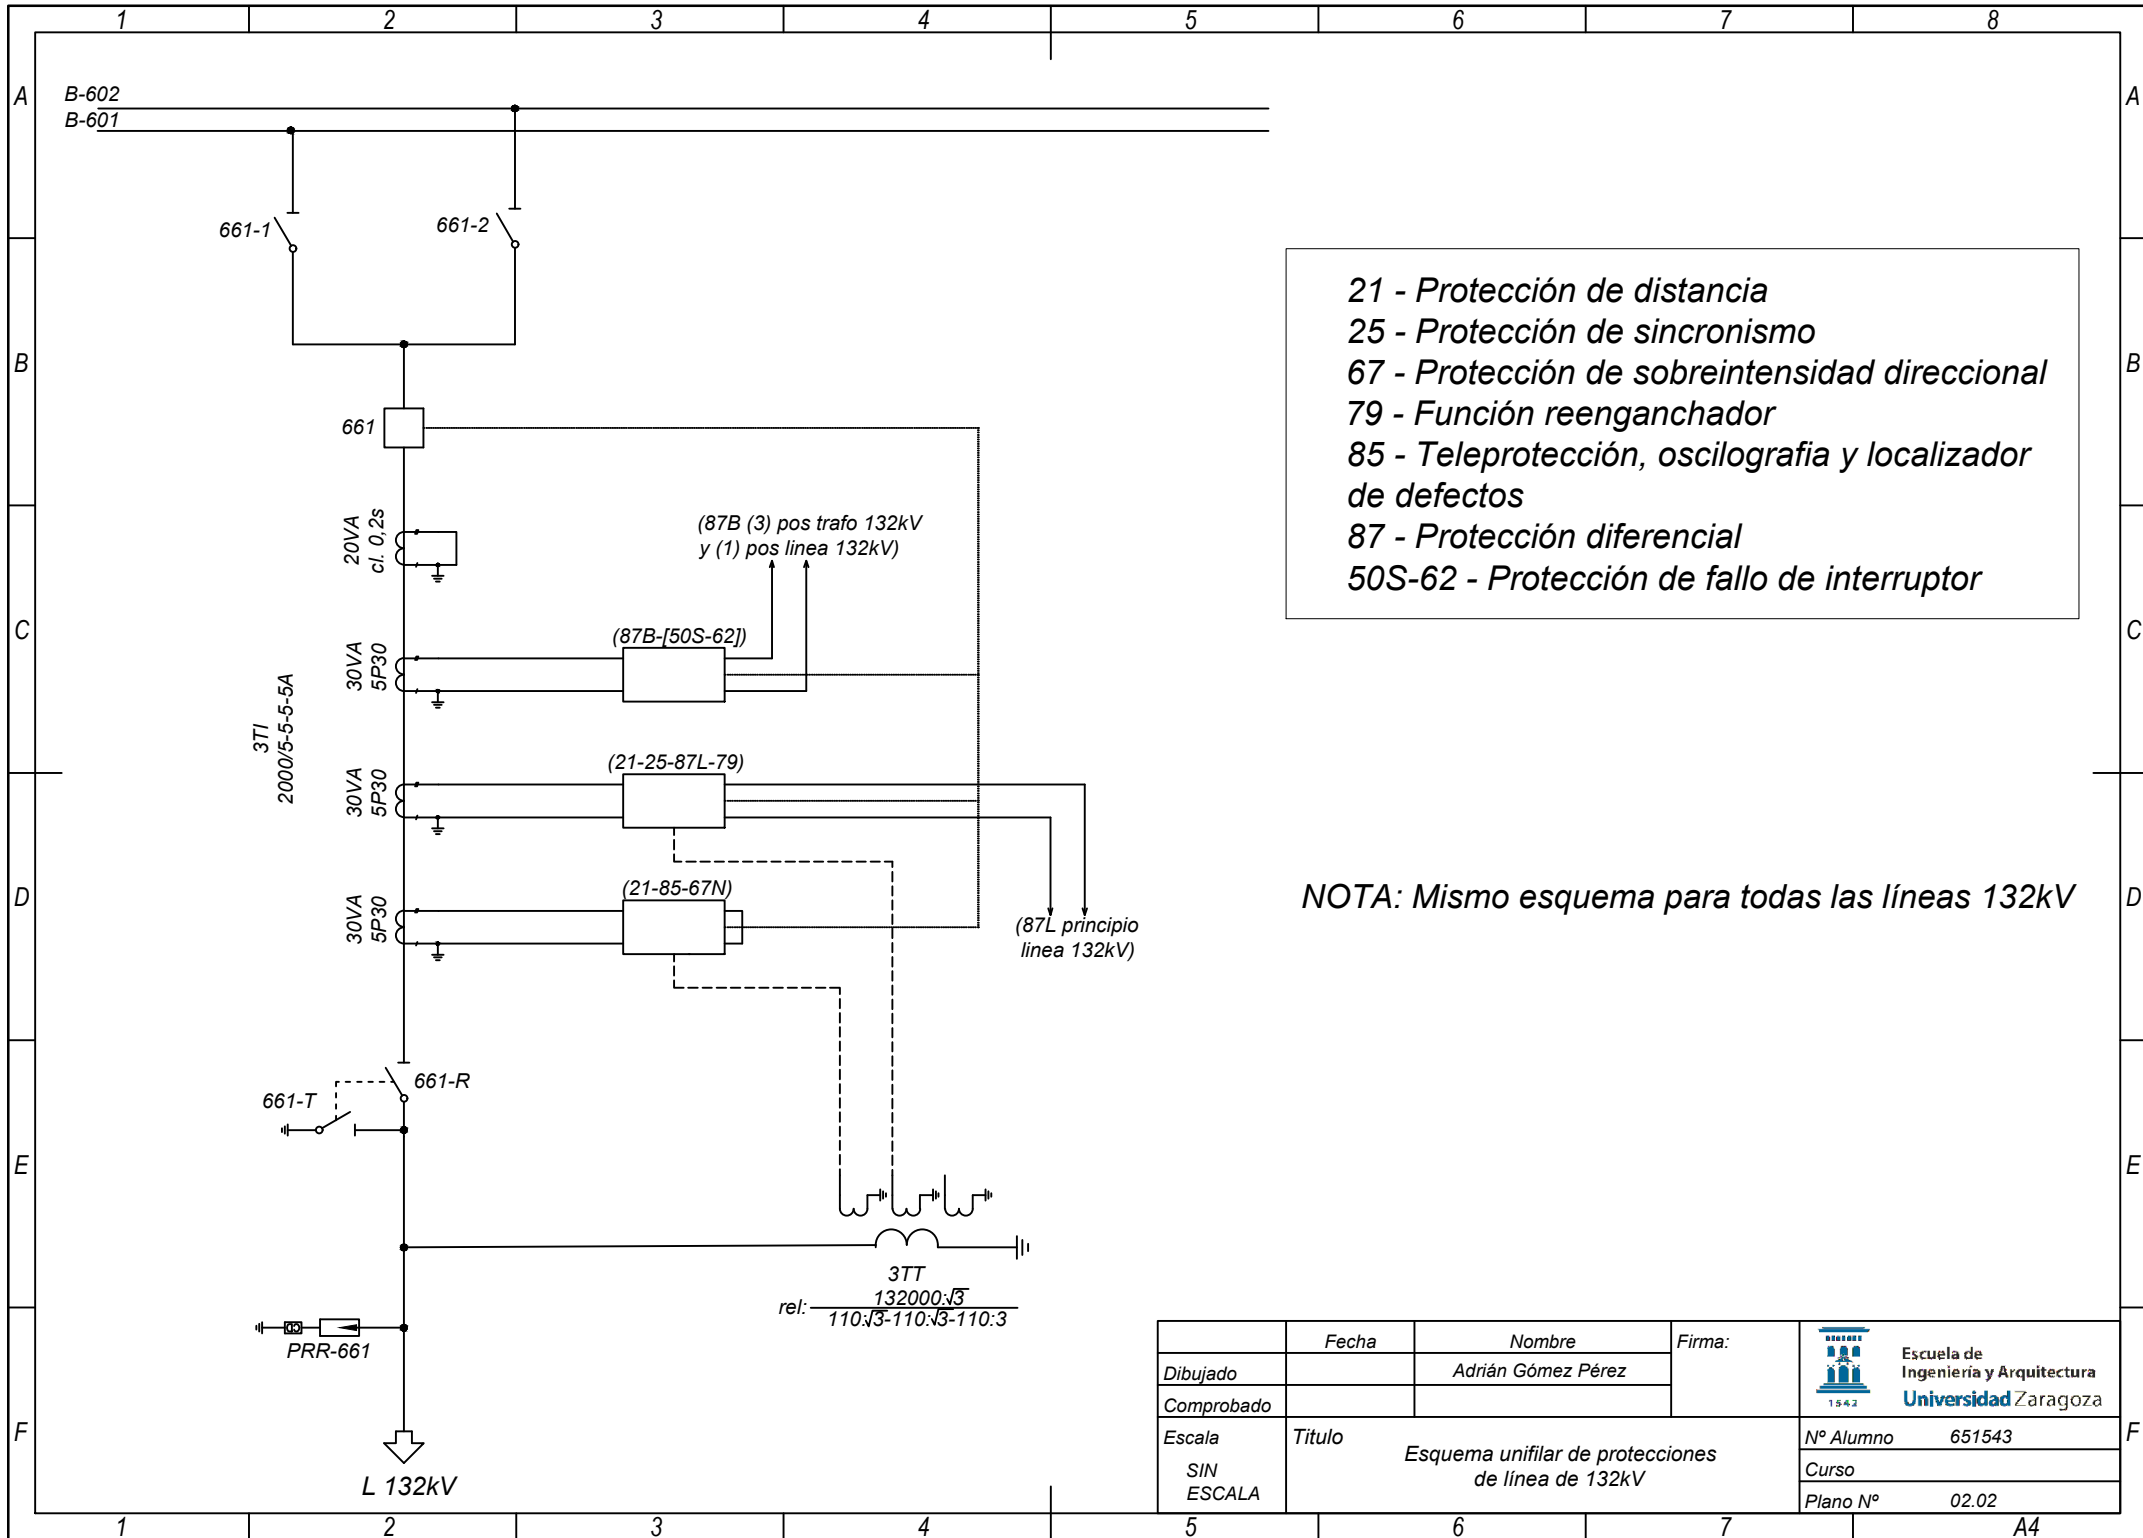 1 2 3 4 5 6 7 8
A A
B-602
B-601
661-1
661-2
21 - Protección de distancia
25 - Protección de sincronismo
67 - Protección de sobreintensidad direccional
79 - Función reenganchador
85 - Teleprotección, oscilografia y localizador
de defectos
87 - Protección diferencial
50S-62 - Protección de fallo de interruptor
B B
661
20VA
cl. 0,2s
(87B (3) pos trafo 132kV
y (1) pos linea 132kV)
C C
(87B-[50S-62])
30VA
5P30
3TI
2000/5-5-5-5A
(21-25-87L-79)
30VA
5P30
D D
(21-85-67N)
30VA
5P30
(87L principio
linea 132kV)
NOTA: Mismo esquema para todas las líneas 132kV
661-R
661-T
E E
3TT
rel: 132000:√3
110:√3-110:√3-110:3
PRR-661
L 132kV
F F
Fecha Nombre Firma:
Dibujado Adrián Gómez Pérez
Comprobado
Escuela de
Ingeniería y Arquitectura
Universidad Zaragoza
1542
Escala
SIN
ESCALA
Titulo
Esquema unifilar de protecciones
de línea de 132kV
Nº Alumno 651543
Curso
Plano Nº 02.02
1 2 3 4 5 6 7 A4